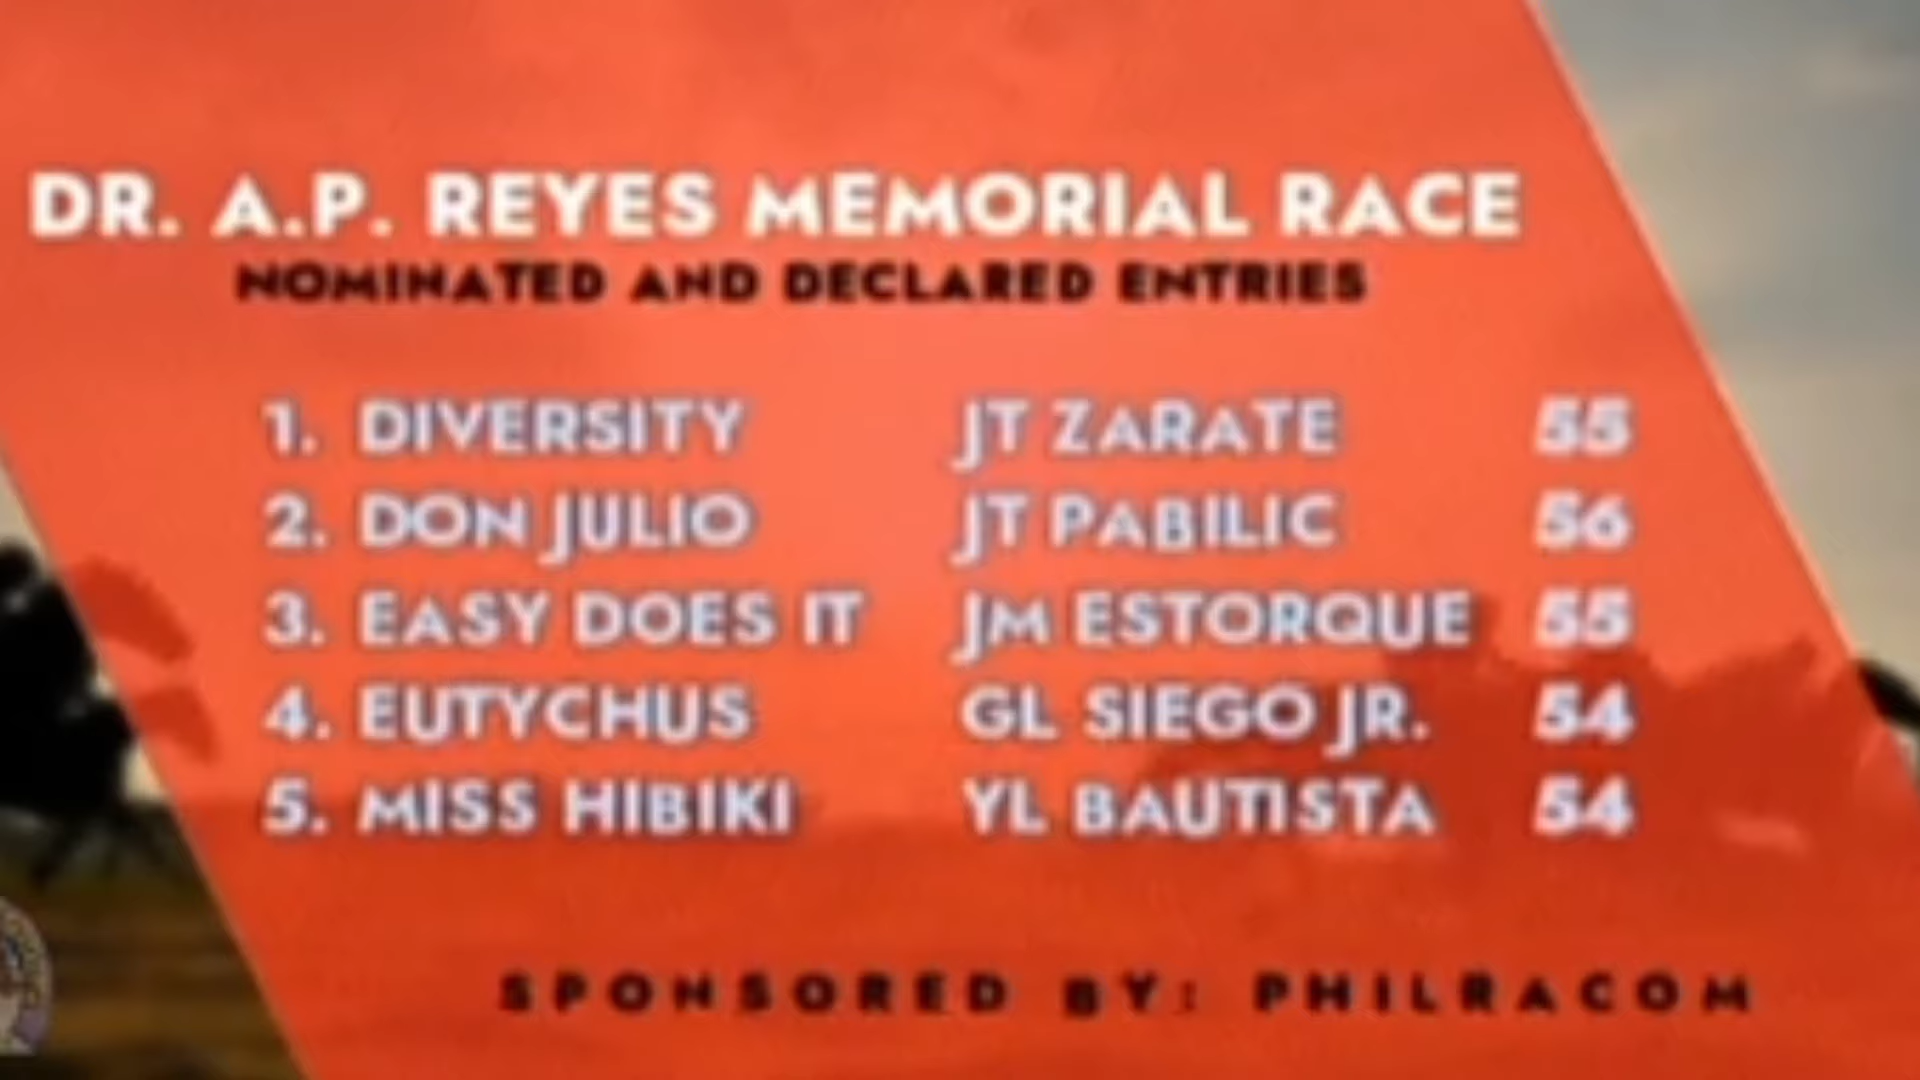 DR. A.P. REYES MEMORIAL RACE
NOMINATED AND DECLARED ENTRIES
1. DIVERSITY JT ZARATE 55
2. DON JULIO JT PABILIC 56
3. EASY DOES IT JM ESTORQUE 55
4. EUTYCHUS GL SIEGO JR. 54
5. MISS HIBIKI YL BAUTISTA 54
SPONSORED BY: PHILRACOM